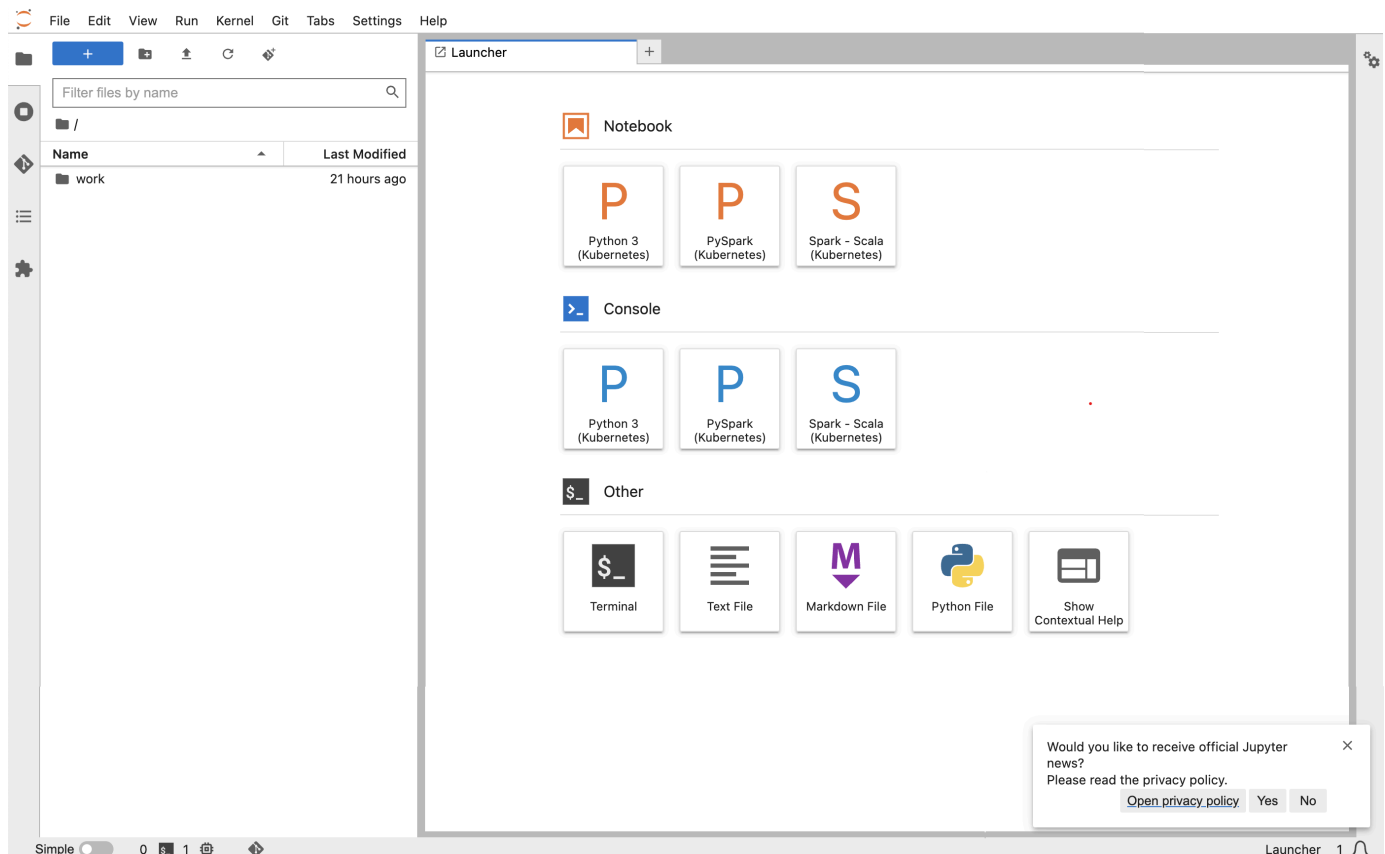 File Edit View Run Kernel Git Tabs Settings Help
+
Launcher
+
Filter files by name
/
Name
Last Modified
work
21 hours ago
Notebook
P
P
S
Python 3
(Kubernetes)
PySpark
(Kubernetes)
Spark - Scala
(Kubernetes)
>_ Console
P
P
S
Python 3
(Kubernetes)
PySpark
(Kubernetes)
Spark - Scala
(Kubernetes)
$_ Other
$_
M
Terminal
Text File
Markdown File
Python File
Show
Contextual Help
Would you like to receive official Jupyter
news?
Please read the privacy policy.
Open privacy policy
Yes
No
Simple
0
1
Launcher
1